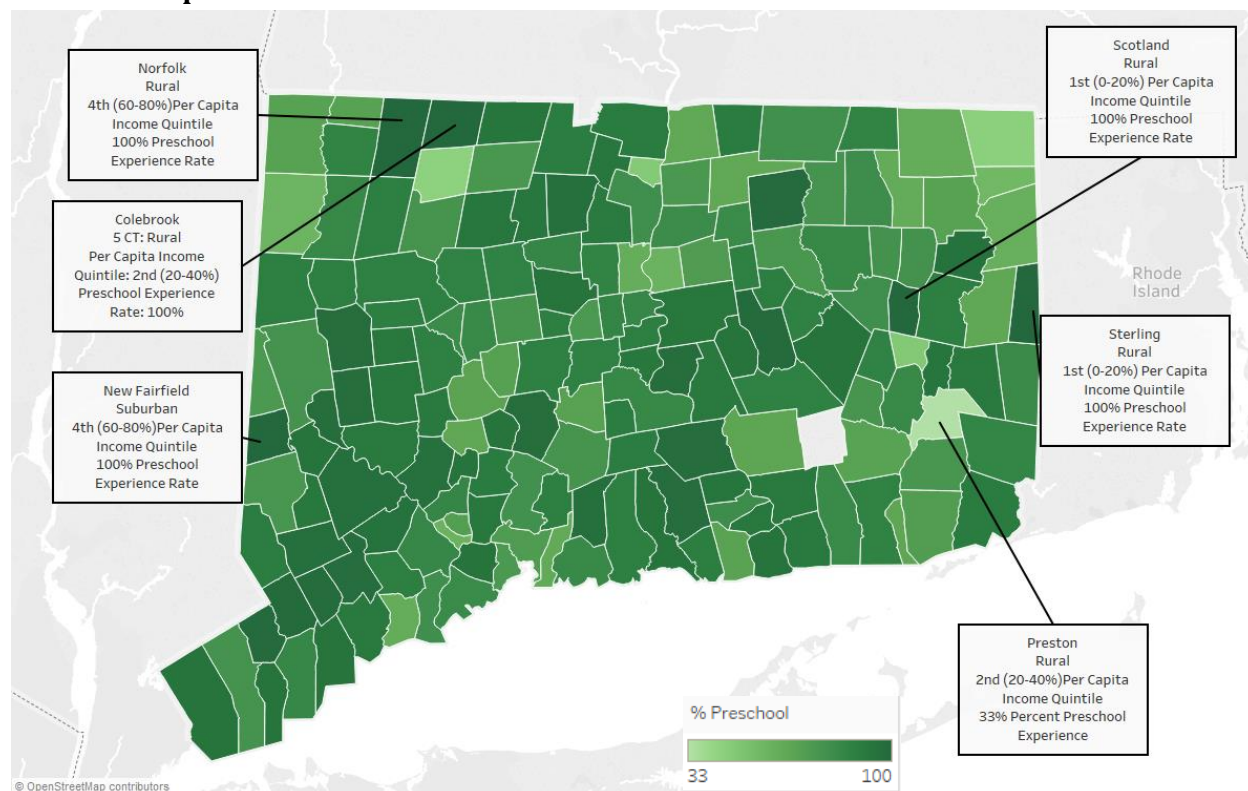 Norfolk
Rural
4th (60-80%)Per Capita
Income Quintile
100% Preschool
Experience Rate
Scotland
Rural
1st (0-20%) Per Capita
Income Quintile
100% Preschool
Experience Rate
Colebrook
5 CT: Rural
Per Capita Income
Quintile: 2nd (20-40%)
Preschool Experience
Rate: 100%
Rhode
Island
Sterling
Rural
1st (0-20%) Per Capita
Income Quintile
100% Preschool
Experience Rate
New Fairfield
Suburban
4th (60-80%)Per Capita
Income Quintile
100% Preschool
Experience Rate
Preston
Rural
2nd (20-40%)Per Capita
Income Quintile
33% Percent Preschool
Experience
% Preschool
33 100
© OpenStreetMap contributors